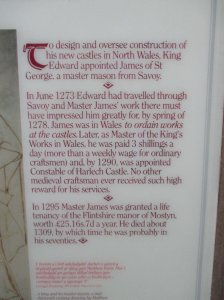 To design and oversee construction of
his new castles in North Wales, King
Edward appointed James of St
George, a master mason from Savoy.
In June 1273 Edward had travelled through
Savoy and Master James' work there must
have impressed him greatly for, by spring of
1278, James was in Wales to ordain works
at the castles. Later, as Master of the King's
Works in Wales, he was paid 3 shillings a
day (more than a weekly wage for ordinary
craftsmen) and, by 1290, was appointed
Constable of Harlech Castle. No other
medieval craftsman ever received such high
reward for his services.
In 1295 Master James was granted a life
tenancy of the Flintshire manor of Mostyn,
worth £25.16s.7d a year. He died about
1309, by which time he was probably in
his seventies.